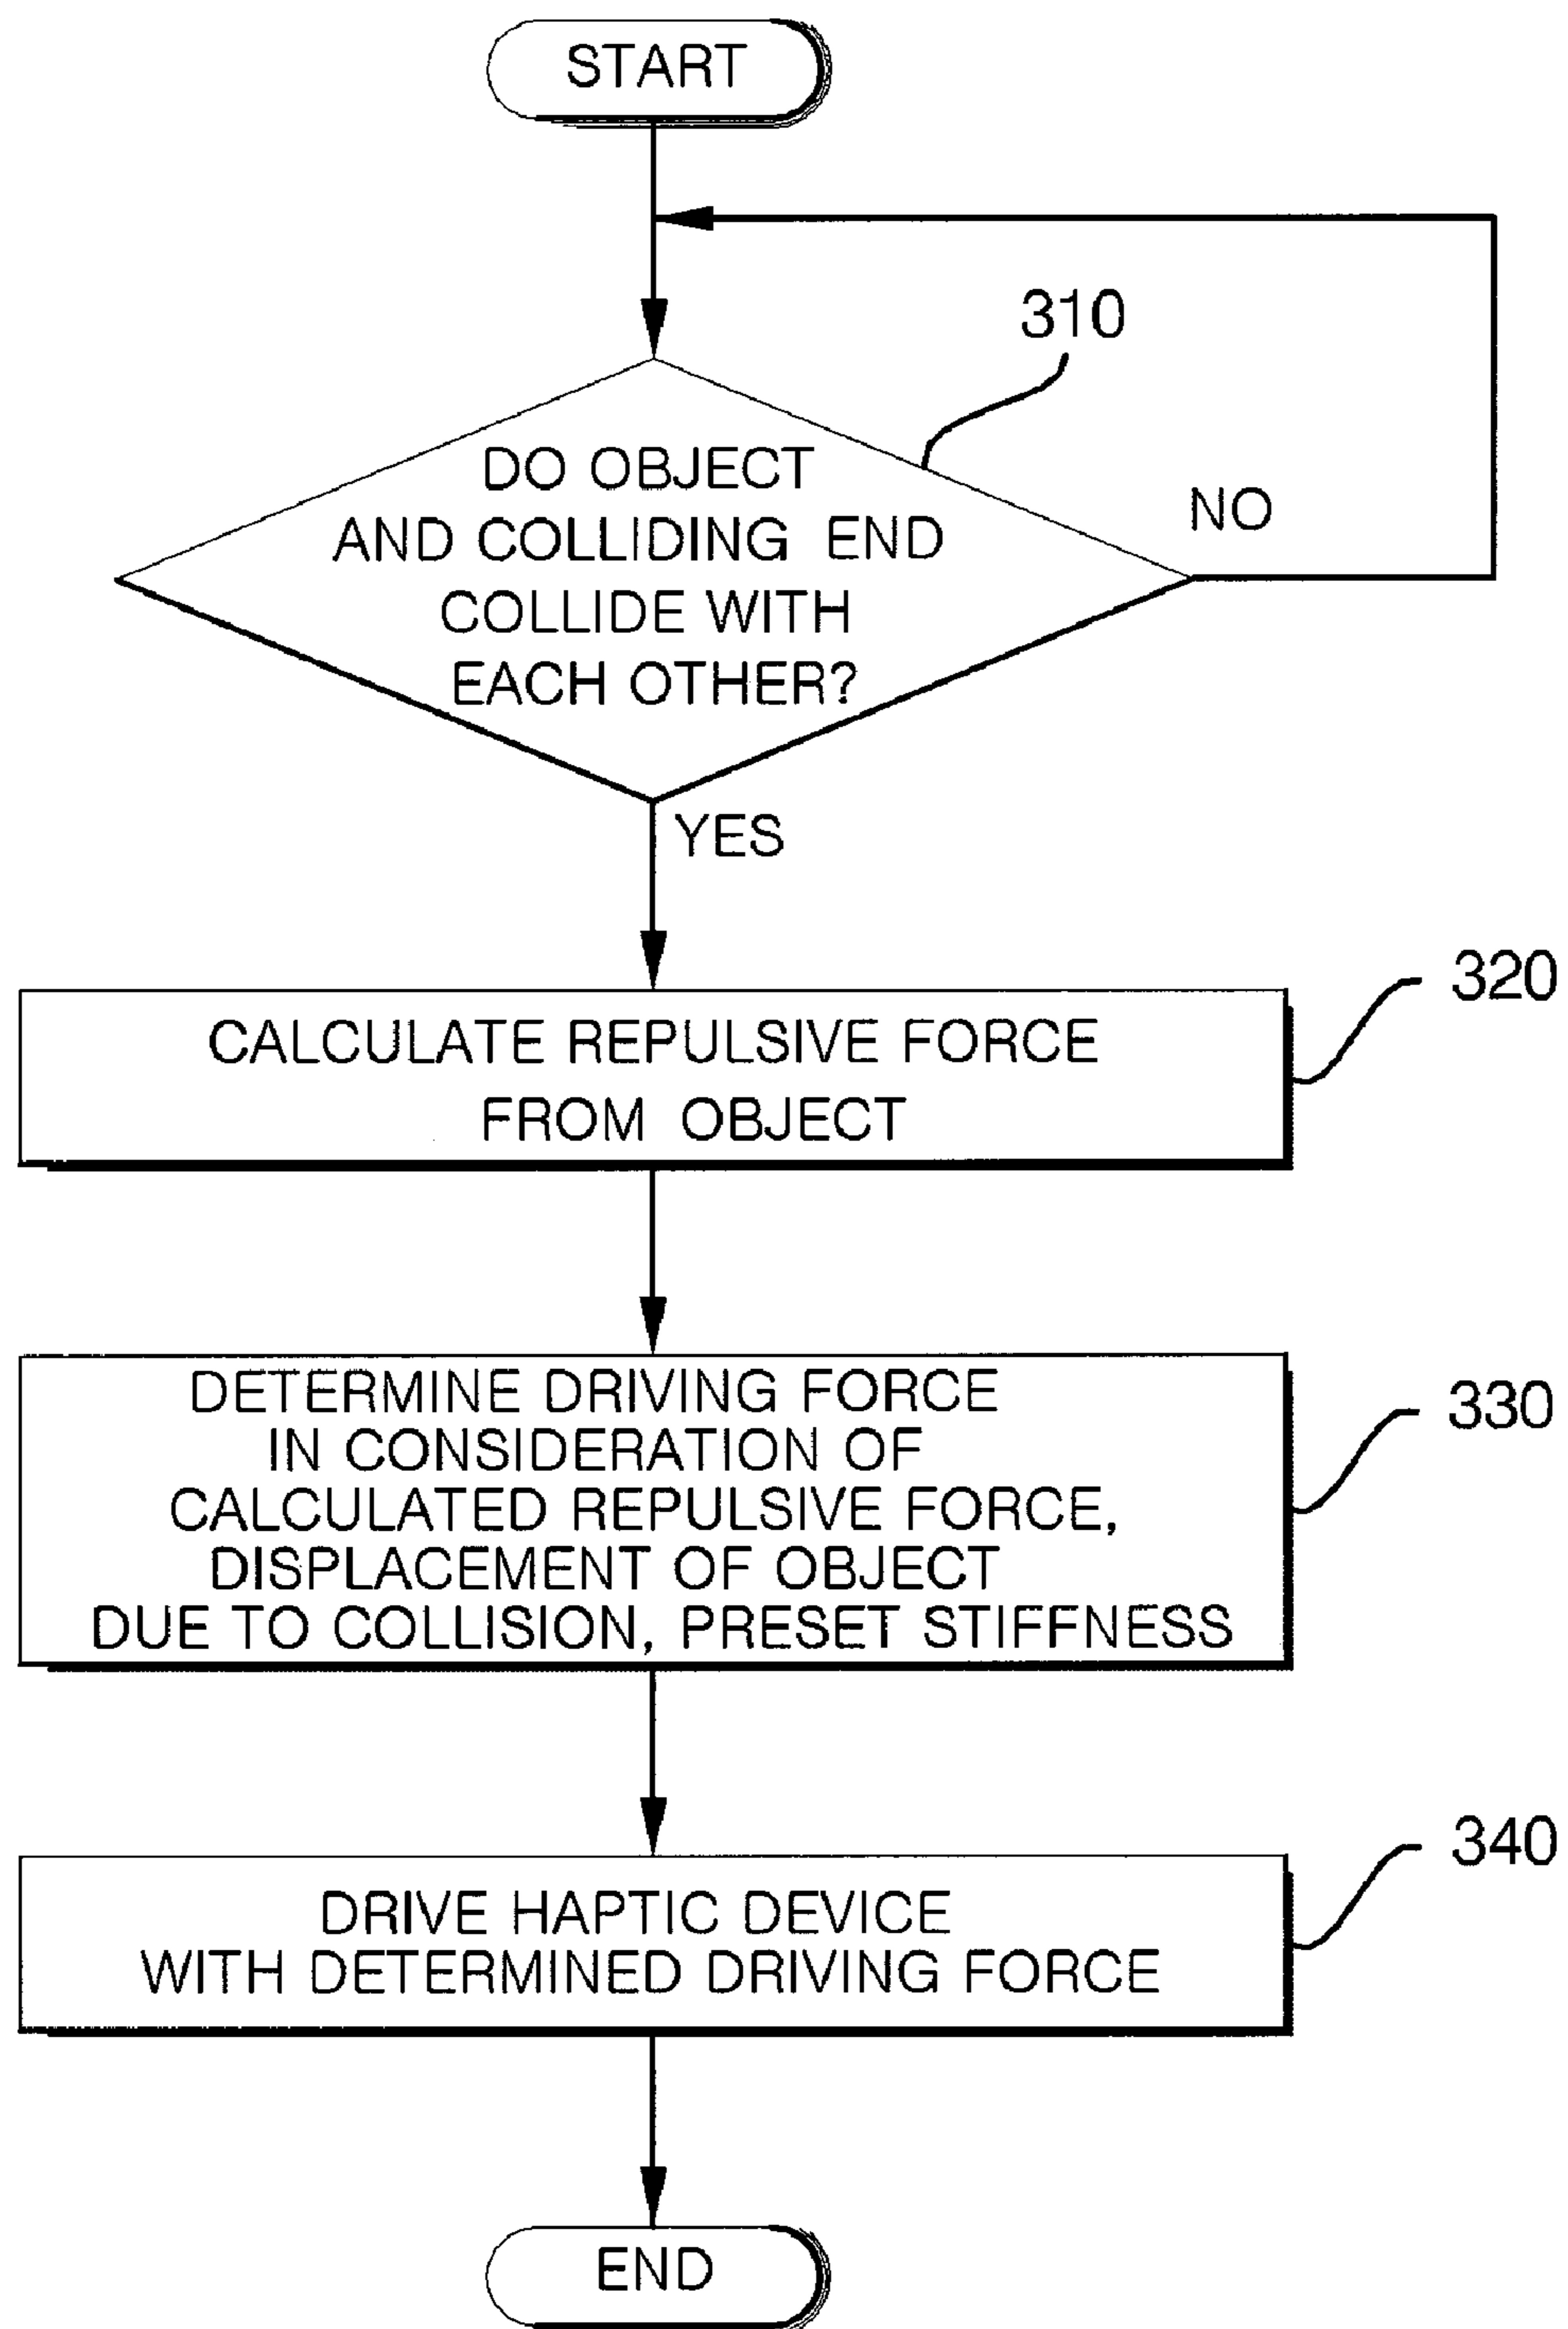 START
310
DO OBJECT
AND COLLIDING END
COLLIDE WITH
EACH OTHER?
NO
YES
320
CALCULATE REPULSIVE FORCE
FROM OBJECT
DETERMINE DRIVING FORCE
IN CONSIDERATION OF
CALCULATED REPULSIVE FORCE,
DISPLACEMENT OF OBJECT
DUE TO COLLISION, PRESET STIFFNESS
330
340
DRIVE HAPTIC DEVICE
WITH DETERMINED DRIVING FORCE
END